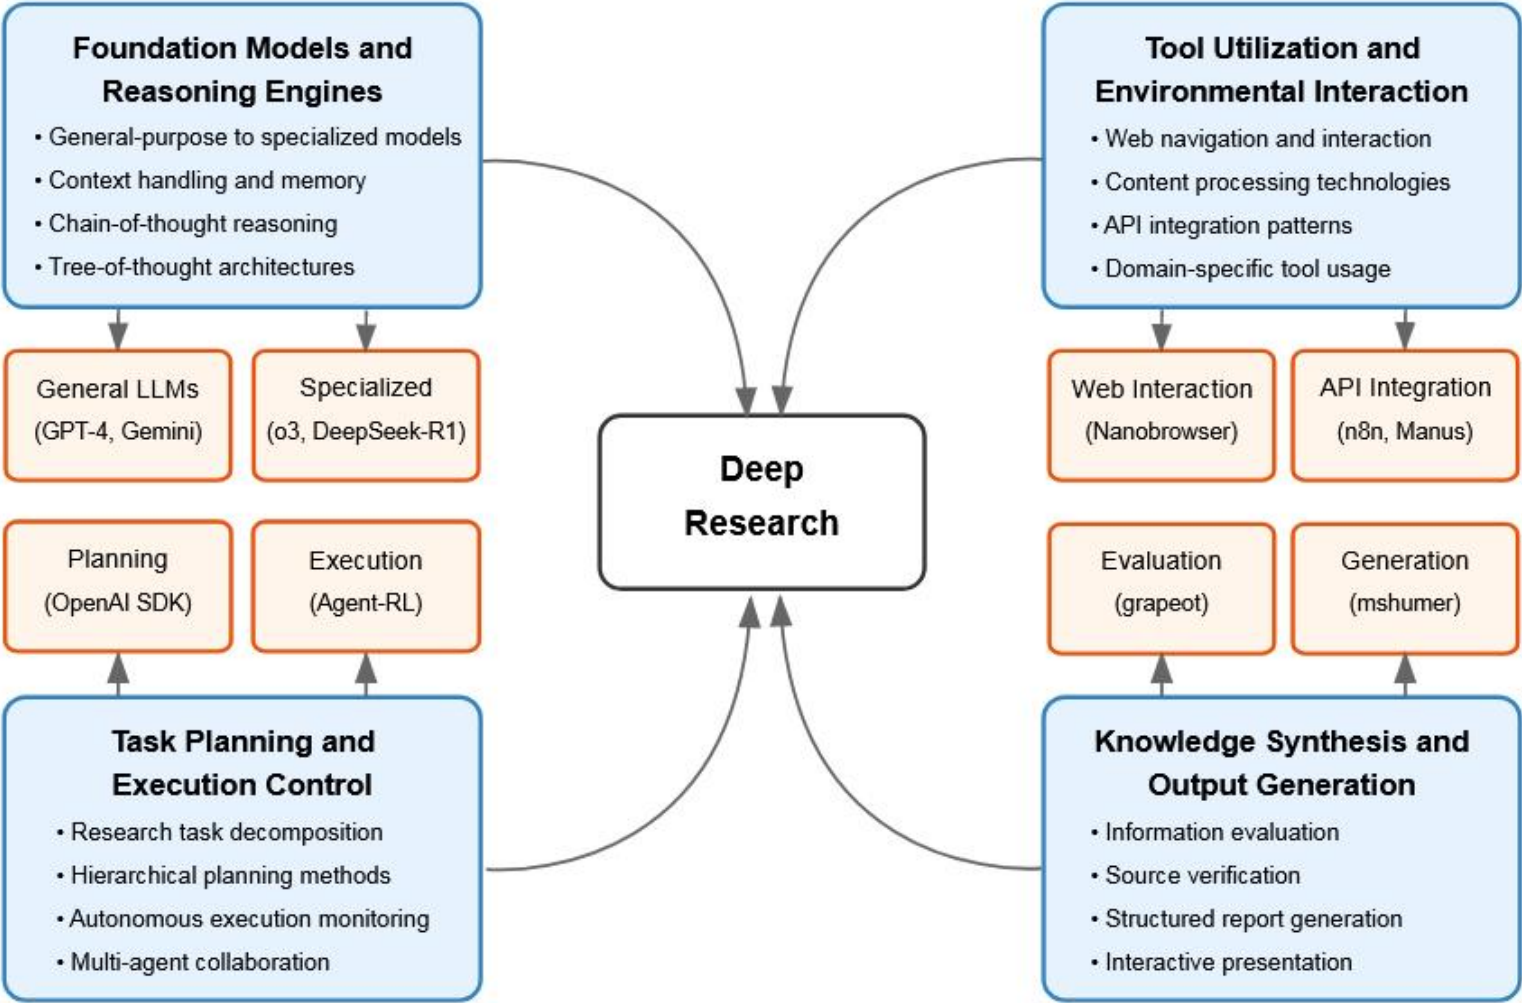 Foundation Models and
Reasoning Engines
• General-purpose to specialized models
• Context handling and memory
• Chain-of-thought reasoning
• Tree-of-thought architectures
Tool Utilization and
Environmental Interaction
• Web navigation and interaction
• Content processing technologies
• API integration patterns
• Domain-specific tool usage
General LLMs
(GPT-4, Gemini)
Specialized
(o3, DeepSeek-R1)
Web Interaction
(Nanobrowser)
API Integration
(n8n, Manus)
Deep
Research
Planning
(OpenAI SDK)
Execution
(Agent-RL)
Evaluation
(grapeot)
Generation
(mshumer)
Task Planning and
Execution Control
• Research task decomposition
• Hierarchical planning methods
• Autonomous execution monitoring
• Multi-agent collaboration
Knowledge Synthesis and
Output Generation
• Information evaluation
• Source verification
• Structured report generation
• Interactive presentation